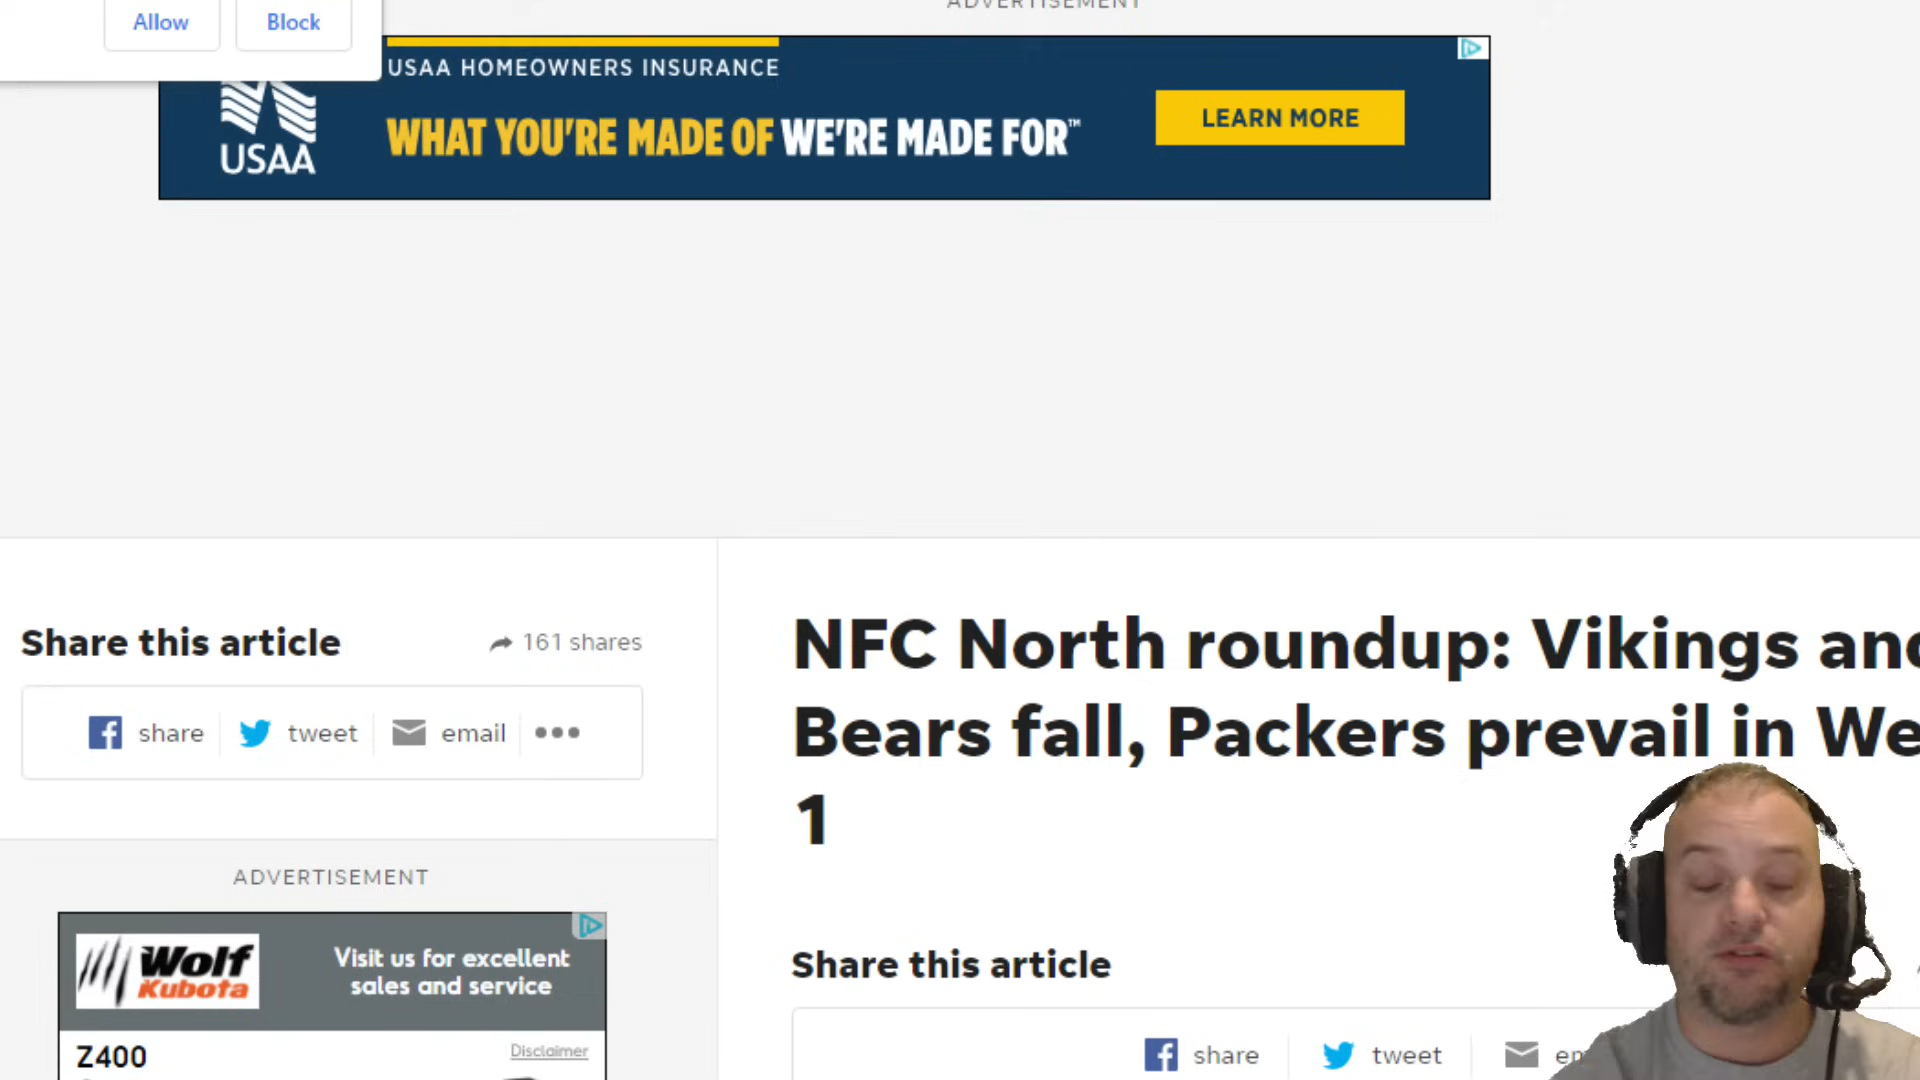 Allow Block
ADVERTISEMENT
USAA HOMEOWNERS INSURANCE
WHAT YOU'RE MADE OF WE'RE MADE FOR™
LEARN MORE
USAA
Share this article
161 shares
share tweet email
NFC North roundup: Vikings and
Bears fall, Packers prevail in We
1
ADVERTISEMENT
Wolf
Kubota
Visit us for excellent
sales and service
Z400
Disclaimer
Share this article
share tweet em